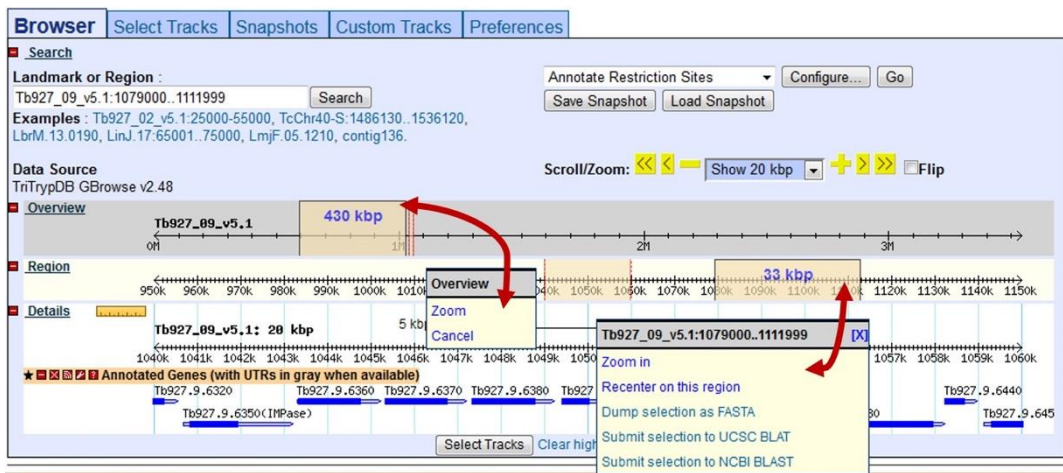 Browser Select Tracks Snapshots Custom Tracks Preferences
Search
Landmark or Region :
Tb927_09_v5.1:1079000..1111999 Search
Examples : Tb927_02_v5.1:25000-55000, TcChr40-S:1486130..1536120,
LbrM.13.0190, LinJ.17:65001..75000, LmjF.05.1210, contig136.
Annotate Restriction Sites Configure... Go
Save Snapshot Load Snapshot
Data Source
TriTrypDB GBrowse v2.48
Scroll/Zoom: << < Show 20 kbp > >> Flip
Overview
430 kbp
Tb927_09_v5.1
0M 1M 2M 3M
Region
33 kbp
950k 960k 970k 980k 990k 1000k 1050k 1060k 1070k 1090k 1100k 1120k 1130k 1140k 1150k
Overview
Zoom
Cancel
Details
Tb927_09_v5.1: 20 kbp
1040k 1041k 1042k 1043k 1044k 1045k 1046k 1047k 1048k 1049k 1057k 1058k 1059k 1060k
Tb927_09_v5.1:1079000..1111999 [X]
Zoom in
Recenter on this region
Dump selection as FASTA
Submit selection to UCSC BLAT
Submit selection to NCBI BLAST
Annotated Genes (with UTRs in gray when available)
Tb927.9.6320 Tb927.9.6360 Tb927.9.6370 Tb927.9.6380 Tb927 Tb927.9.6440
Tb927.9.6350(IMPase) Tb927.9.645
Select Tracks Clear high